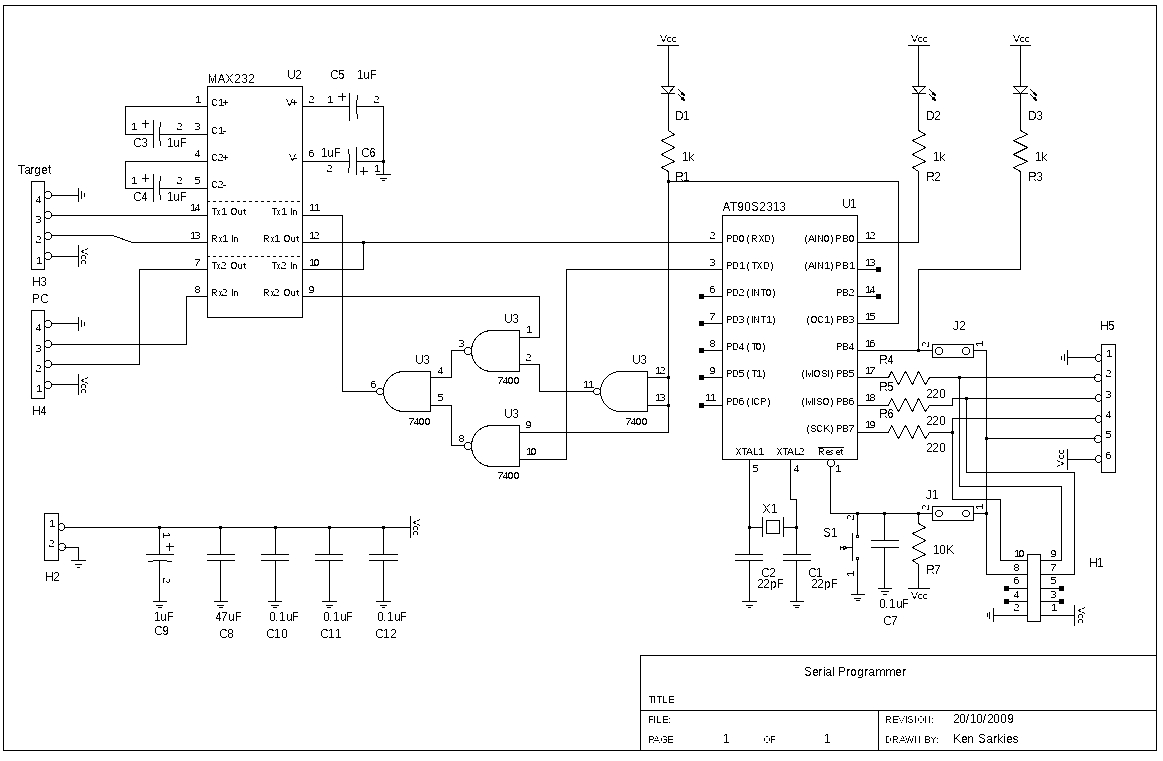 Vcc Vcc Vcc
MAX232 U2
C5 1uF
1 C1+ V+ 2 1 + 2
D1 D2 D3
1 + 2 3 C1-
C3 1uF
4 C2+ V- 6 1uF C6
2 + 1
1k 1k 1k
R1 R2 R3
Target
1 + 2 5 C2-
C4 1uF
4
3
2
1
Vcc
H3
14 Tx1 Out Tx1 In 11
13 Rx1 In Rx1 Out 12
7 Tx2 Out Tx2 In 10
8 Rx2 In Rx2 Out 9
PC
4
3
2
1
Vcc
H4
AT90S2313 U1
2 PD0 (RXD) (AIN0) PB0 12
3 PD1 (TXD) (AIN1) PB1 13
6 PD2 (INT0) PB2 14
7 PD3 (INT1) (OC1) PB3 15
8 PD4 (T0) PB4 16
9 PD5 (T1) (MOSI) PB5 17
11 PD6 (ICP) (MISO) PB6 18
(SCK) PB7 19
XTAL1 XTAL2 Reset
5 4 1
U3
1
3
2
7400
U3
4
6
5
7400
U3
12
11
13
7400
U3
9
8
10
7400
J2
2 1
R4
R5 220
R6 220
220
H5
1
2
3
4
5
Vcc 6
J1
2 1
X1
C2 C1
22pF 22pF
S1 2
1
0.1uF
C7
10K
R7
Vcc
10 9
8 7
6 5
4 3
2 1
H1
Vcc
1
2
H2
Vcc
1 +
2
1uF 47uF 0.1uF 0.1uF 0.1uF
C9 C8 C10 C11 C12
Serial Programmer
TITLE
FILE: REVISION: 20/10/2009
PAGE 1 OF 1 DRAWN BY: Ken Sarkies